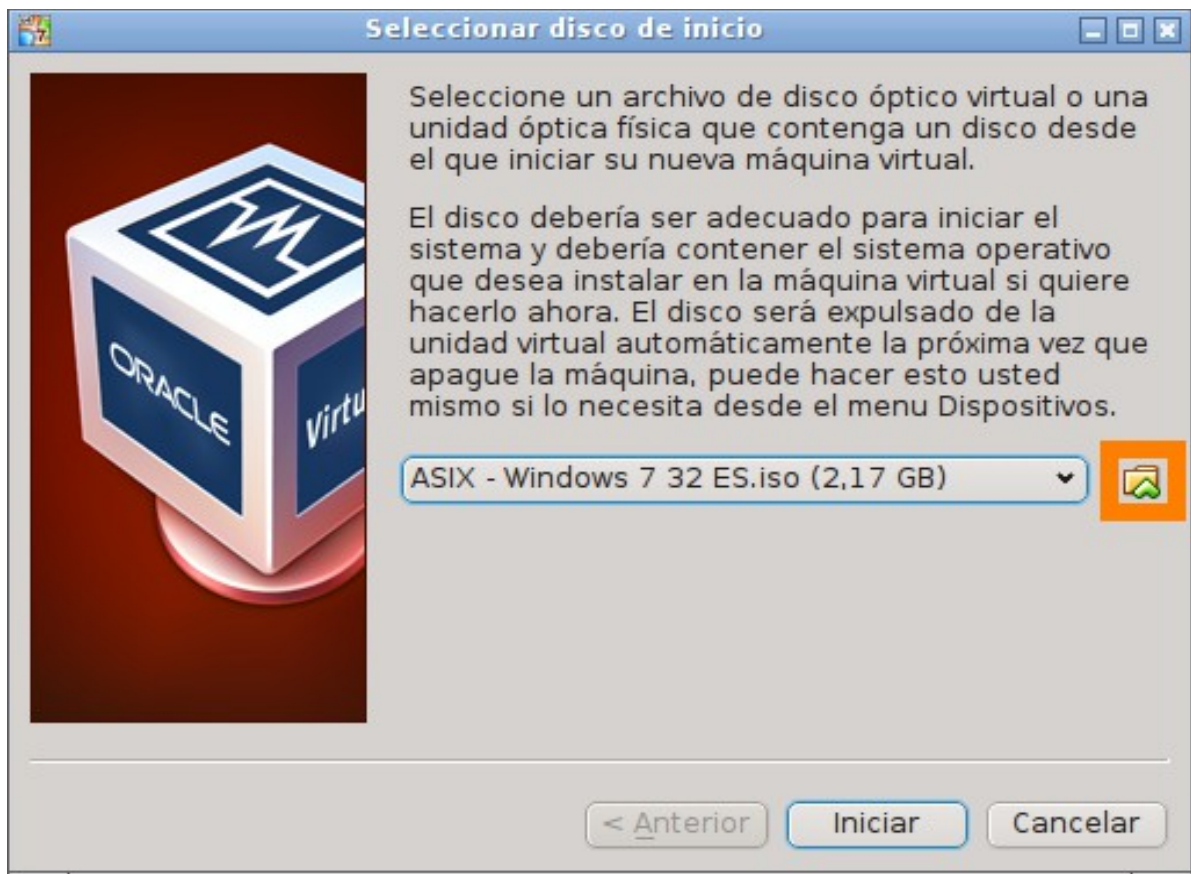 Seleccionar disco de inicio
Seleccione un archivo de disco óptico virtual o una
unidad óptica física que contenga un disco desde
el que iniciar su nueva máquina virtual.
El disco debería ser adecuado para iniciar el
sistema y debería contener el sistema operativo
que desea instalar en la máquina virtual si quiere
hacerlo ahora. El disco será expulsado de la
unidad virtual automáticamente la próxima vez que
apague la máquina, puede hacer esto usted
mismo si lo necesita desde el menu Dispositivos.
ORACLE
Virtu
ASIX - Windows 7 32 ES.iso (2,17 GB)
< Anterior
Iniciar
Cancelar